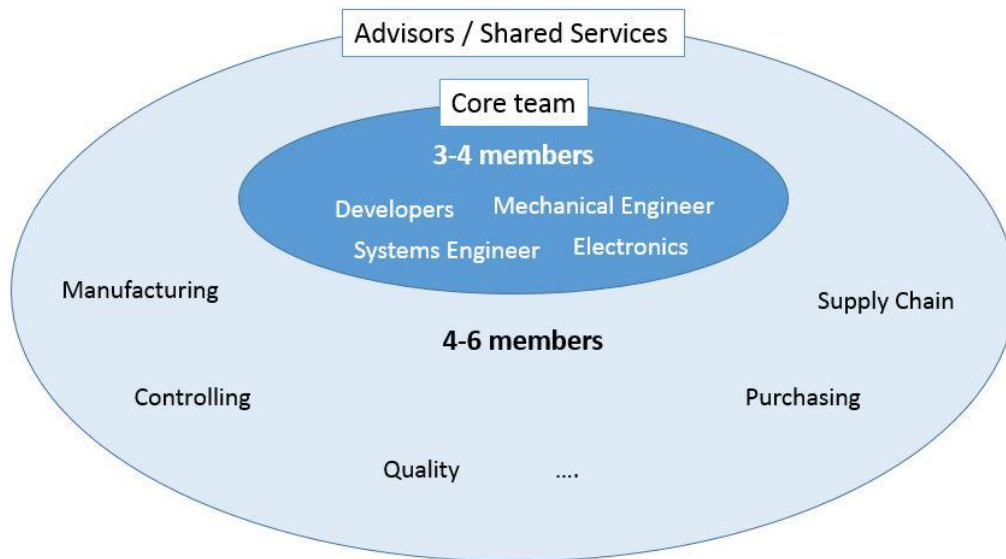 Advisors / Shared Services
Core team
3-4 members
Developers
Mechanical Engineer
Systems Engineer
Electronics
Manufacturing
Supply Chain
4-6 members
Controlling
Purchasing
Quality
....